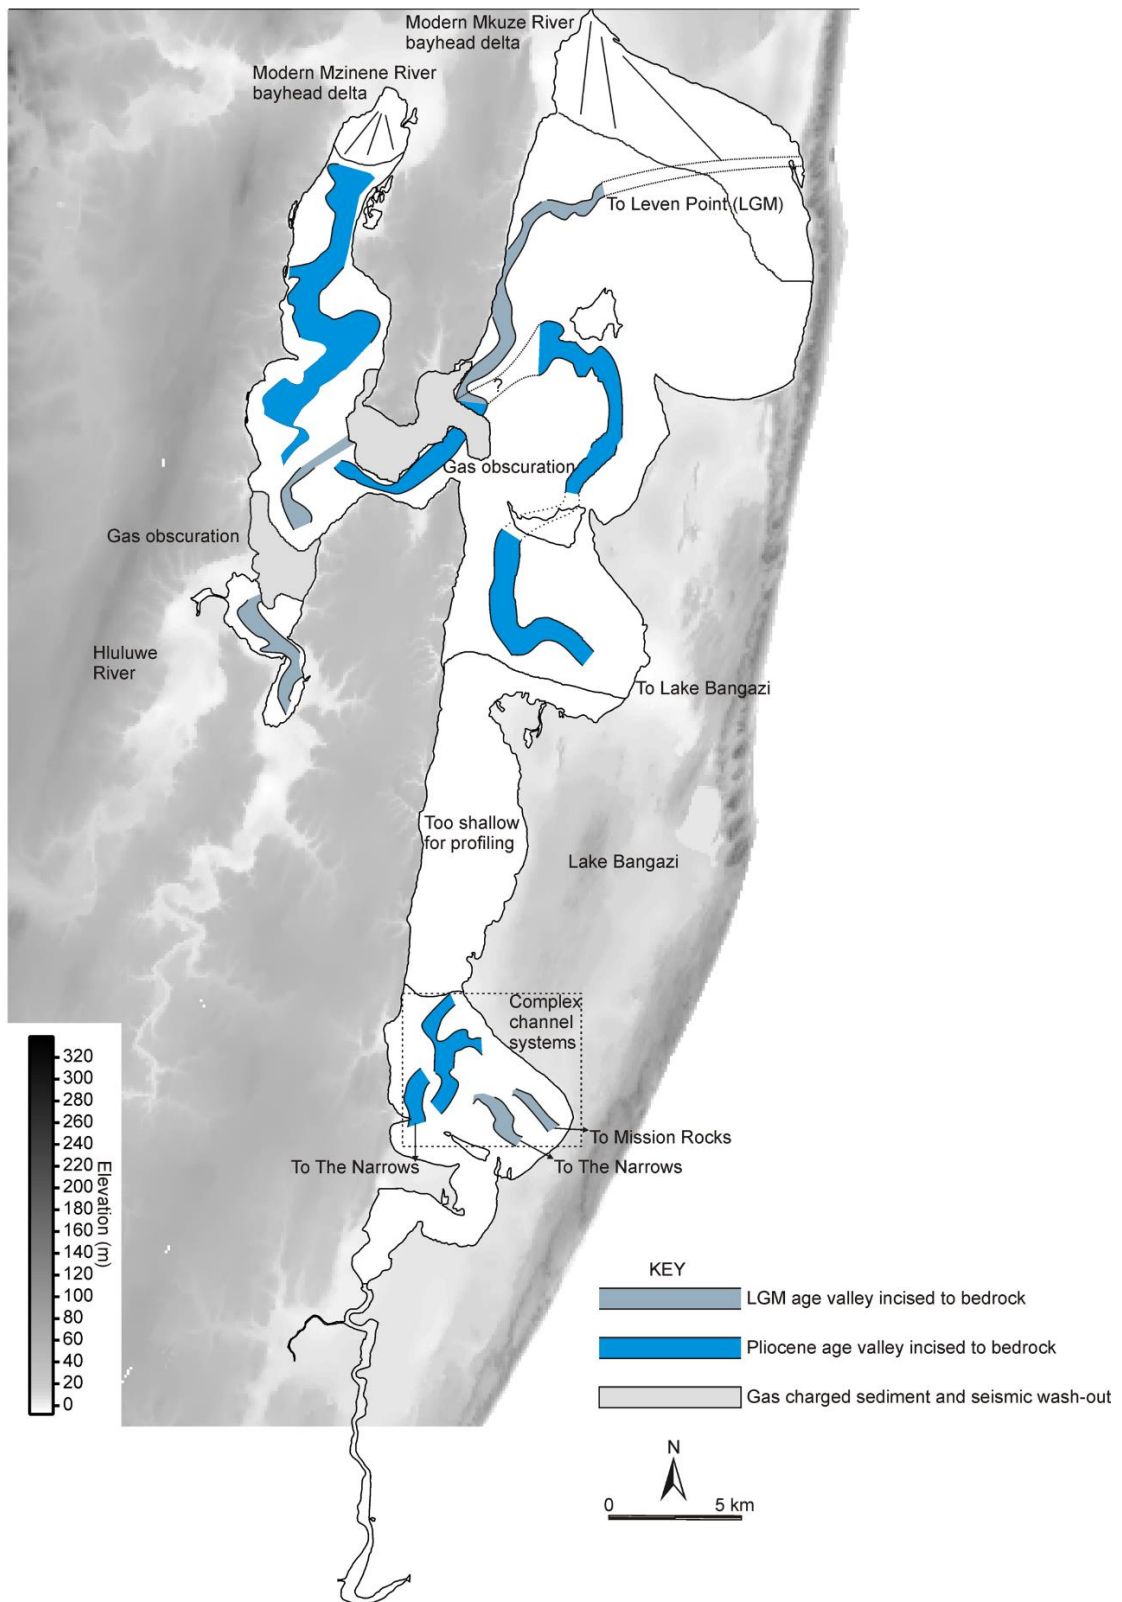 Modern Mkuze River
bayhead delta
Modern Mzinene River
bayhead delta
To Leven Point (LGM)
?
Gas obscuration
Gas obscuration
Hluluwe
River
To Lake Bangazi
Too shallow
for profiling
Lake Bangazi
Complex
channel
systems
To Mission Rocks
To The Narrows
To The Narrows
320
300
280
260
240
220
200
180
160
140
120
100
80
60
40
20
0
Elevation (m)
KEY
LGM age valley incised to bedrock
Pliocene age valley incised to bedrock
Gas charged sediment and seismic wash-out
N
0 5 km